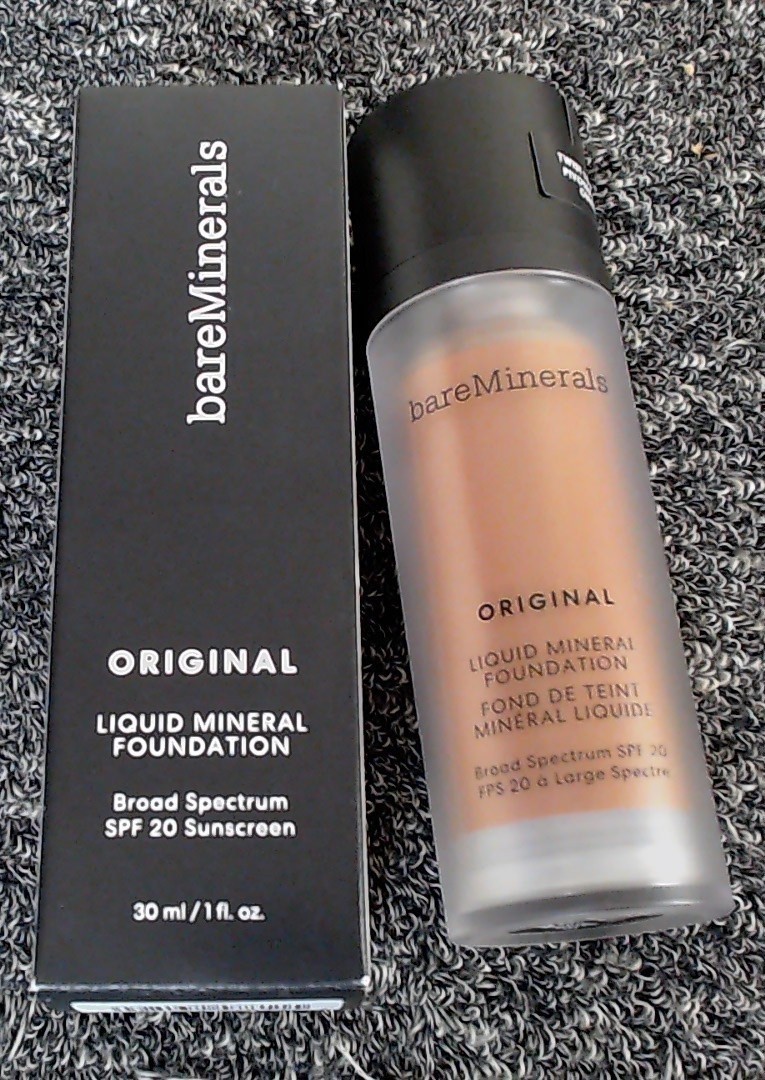 bareMinerals
ORIGINAL
LIQUID MINERAL
FOUNDATION
Broad Spectrum
SPF 20 Sunscreen
30 ml / 1 fl. oz.
bareMinerals
ORIGINAL
LIQUID MINERAL
FOUNDATION
FOND DE TEINT
MINÉRAL LIQUIDE
Broad Spectrum SPF 20
FPS 20 à Large Spectre